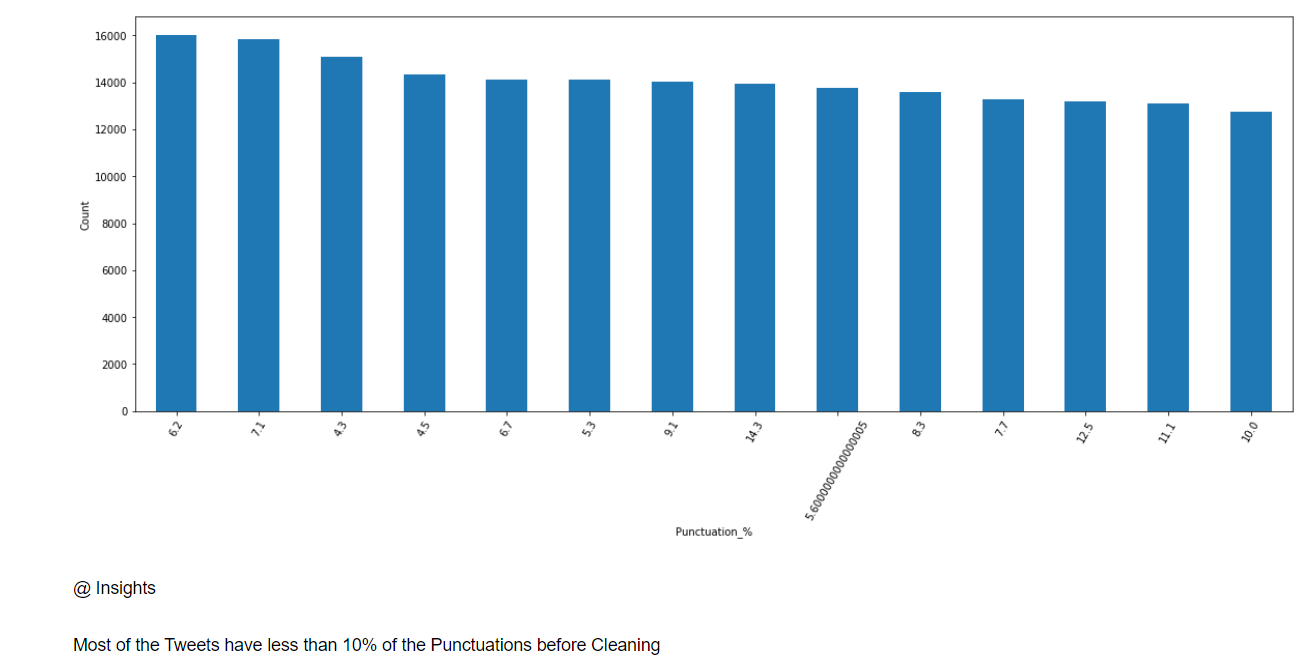 16000
14000
12000
10000
8000
6000
4000
2000
0
Count
6.2 7.1 4.3 4.5 6.7 5.3 9.1 14.3 5.6000000000000005 8.3 7.7 12.5 11.1 10.0
Punctuation_%
@ Insights
Most of the Tweets have less than 10% of the Punctuations before Cleaning